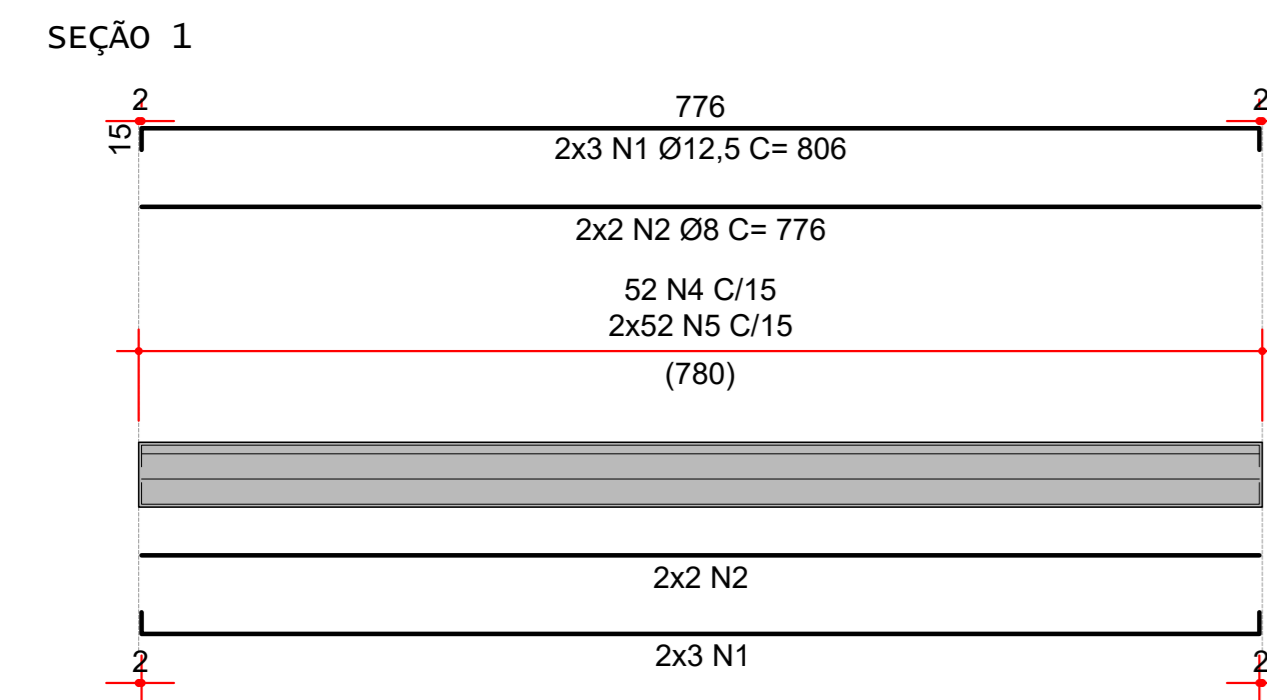 SEÇÃO 1
2 776 2
15
2x3 N1 Ø12,5 C= 806
2x2 N2 Ø8 C= 776
52 N4 C/15
2x52 N5 C/15
(780)
2x2 N2
2x3 N1
2 2